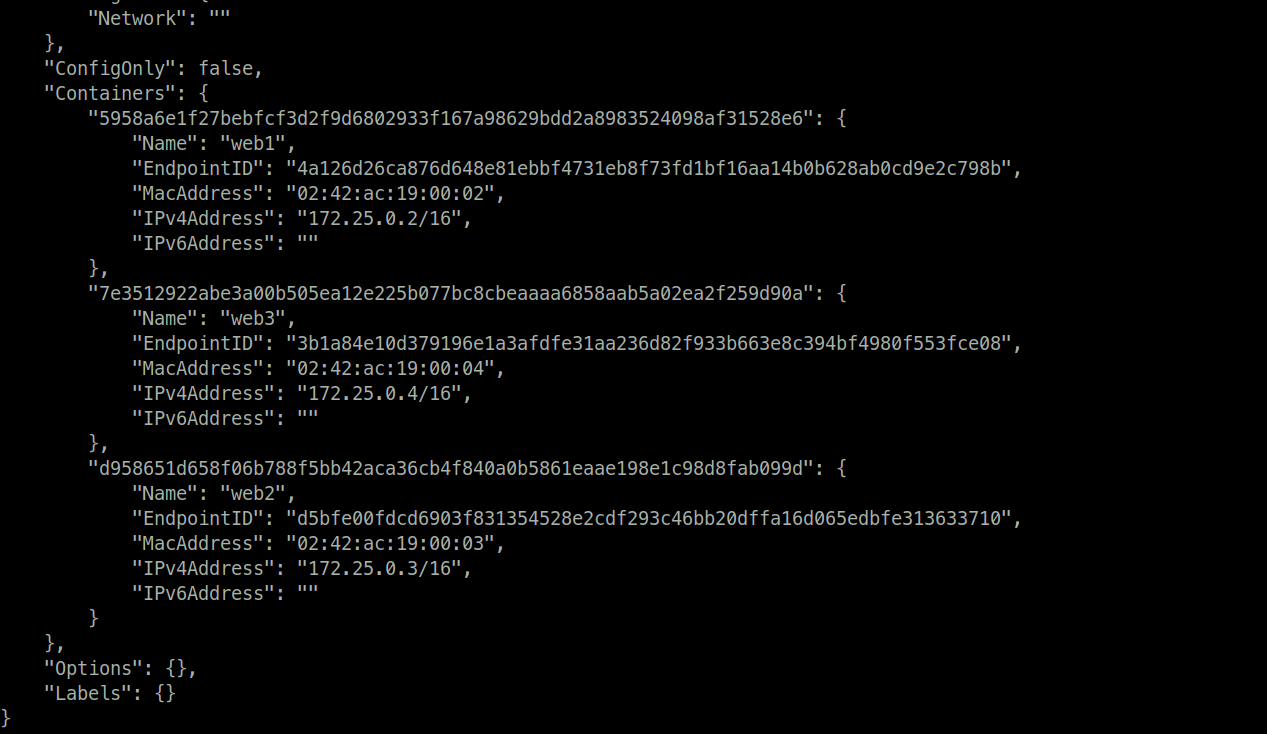 "Network": ""
},
"ConfigOnly": false,
"Containers": {
"5958a6e1f27bebfcf3d2f9d6802933f167a98629bdd2a8983524098af31528e6": {
"Name": "web1",
"EndpointID": "4a126d26ca876d648e81ebbf4731eb8f73fd1bf16aa14b0b628ab0cd9e2c798b",
"MacAddress": "02:42:ac:19:00:02",
"IPv4Address": "172.25.0.2/16",
"IPv6Address": ""
},
"7e3512922abe3a00b505ea12e225b077bc8cbeaaaa6858aab5a02ea2f259d90a": {
"Name": "web3",
"EndpointID": "3b1a84e10d379196e1a3afdfe31aa236d82f933b663e8c394bf4980f553fce08",
"MacAddress": "02:42:ac:19:00:04",
"IPv4Address": "172.25.0.4/16",
"IPv6Address": ""
},
"d958651d658f06b788f5bb42aca36cb4f840a0b5861eaae198e1c98d8fab099d": {
"Name": "web2",
"EndpointID": "d5bfe00fdcd6903f831354528e2cdf293c46bb20dffa16d065edbfe313633710",
"MacAddress": "02:42:ac:19:00:03",
"IPv4Address": "172.25.0.3/16",
"IPv6Address": ""
}
},
"Options": {},
"Labels": {}
}